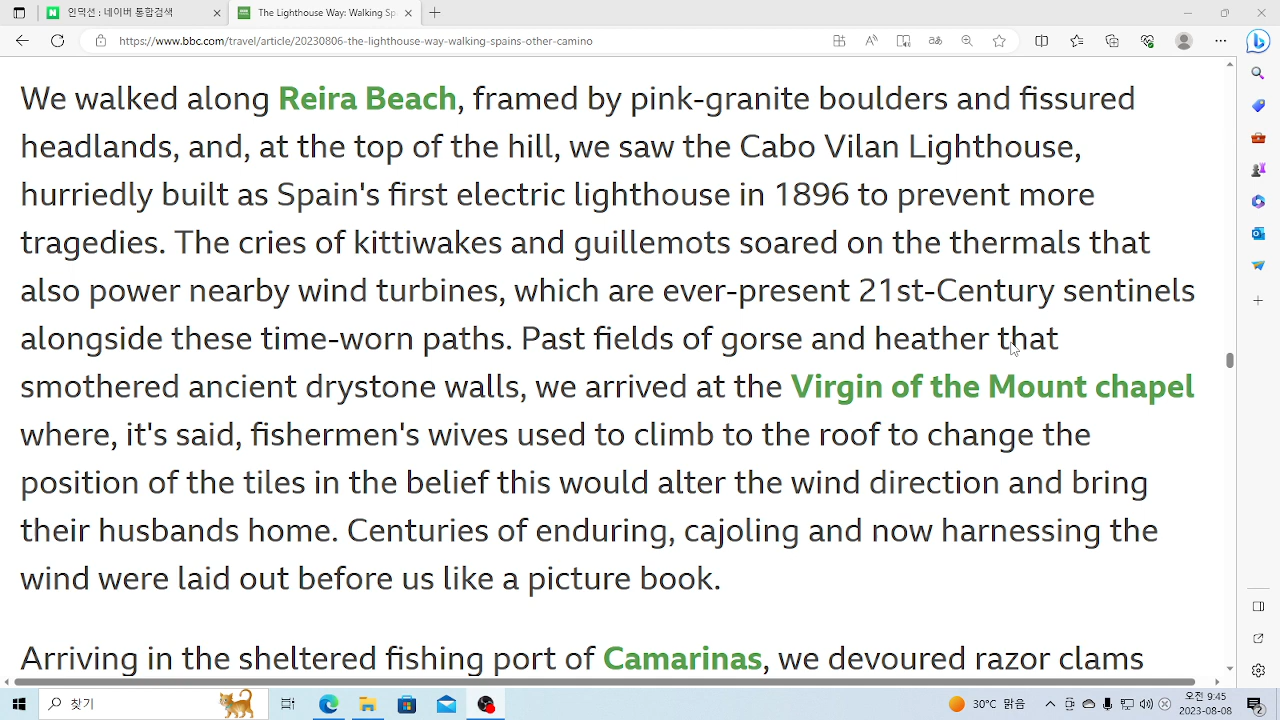 인덕션 : 네이버 통합검색
The Lighthouse Way: Walking Sp
https://www.bbc.com/travel/article/20230806-the-lighthouse-way-walking-spains-other-camino
We walked along Reira Beach, framed by pink-granite boulders and fissured
headlands, and, at the top of the hill, we saw the Cabo Vilan Lighthouse,
hurriedly built as Spain's first electric lighthouse in 1896 to prevent more
tragedies. The cries of kittiwakes and guillemots soared on the thermals that
also power nearby wind turbines, which are ever-present 21st-Century sentinels
alongside these time-worn paths. Past fields of gorse and heather that
smothered ancient drystone walls, we arrived at the Virgin of the Mount chapel
where, it's said, fishermen's wives used to climb to the roof to change the
position of the tiles in the belief this would alter the wind direction and bring
their husbands home. Centuries of enduring, cajoling and now harnessing the
wind were laid out before us like a picture book.
Arriving in the sheltered fishing port of Camarinas, we devoured razor clams
찾기
30°C 맑음
오전 9:45
2023-08-08
2